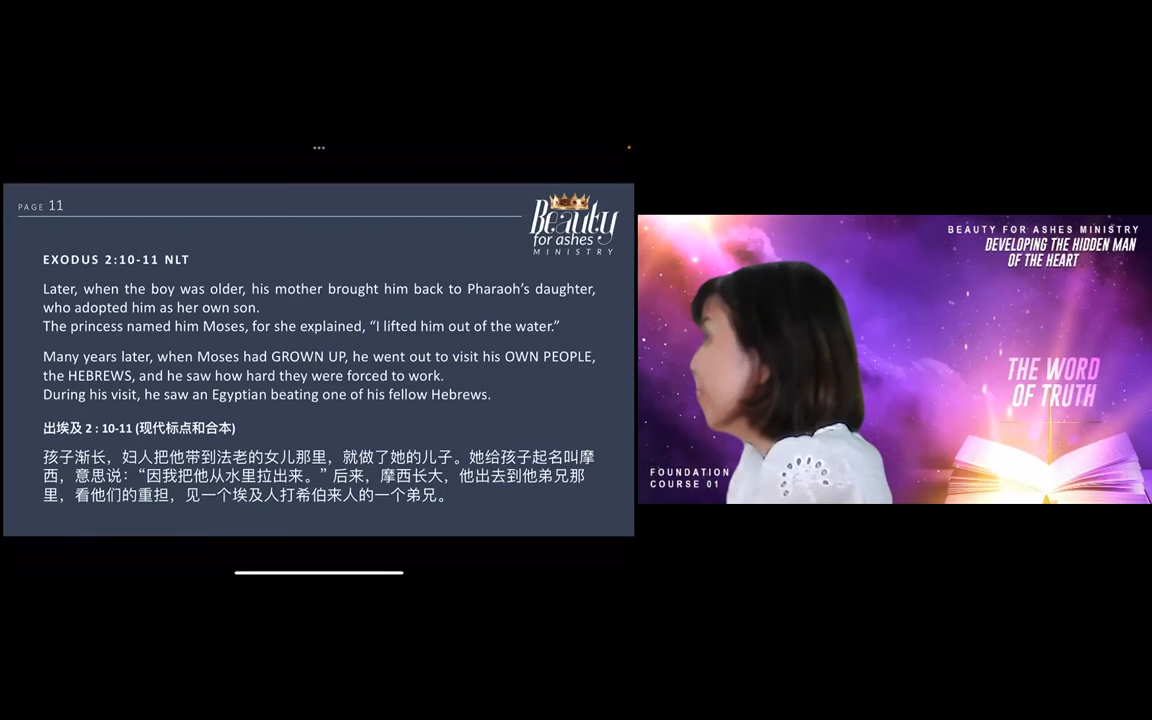 PAGE 11
Beauty
for ashes
MINISTRY
EXODUS 2:10-11 NLT
Later, when the boy was older, his mother brought him back to Pharaoh’s daughter,
who adopted him as her own son.
The princess named him Moses, for she explained, “I lifted him out of the water.”
Many years later, when Moses had GROWN UP, he went out to visit his OWN PEOPLE,
the HEBREWS, and he saw how hard they were forced to work.
During his visit, he saw an Egyptian beating one of his fellow Hebrews.
出埃及 2 : 10-11 (现代标点和合本)
孩子渐长，妇人把他带到法老的女儿那里，就做了她的儿子。她给孩子起名叫摩
西，意思说：“因我把他从水里拉出来。”后来，摩西长大，他出去到他弟兄那
里，看他们的重担，见一个埃及人打希伯来人的一个弟兄。
BEAUTY FOR ASHES MINISTRY
DEVELOPING THE HIDDEN MAN
OF THE HEART
THE WORD
OF TRUTH
FOUNDATION
COURSE 01